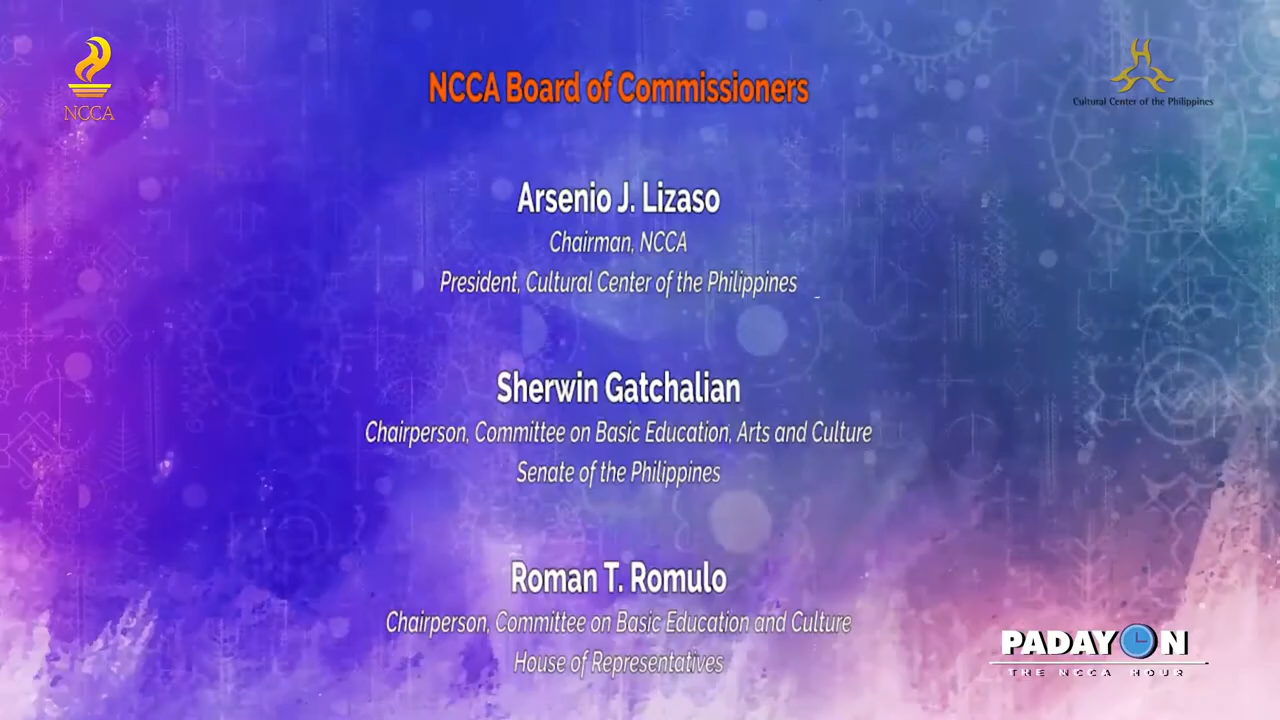 NCCA
Cultural Center of the Philippines
NCCA Board of Commissioners
Arsenio J. Lizaso
Chairman, NCCA
President, Cultural Center of the Philippines
Sherwin Gatchalian
Chairperson, Committee on Basic Education, Arts and Culture
Senate of the Philippines
Roman T. Romulo
Chairperson, Committee on Basic Education and Culture
House of Representatives
PADAYON
THE NCCA HOUR